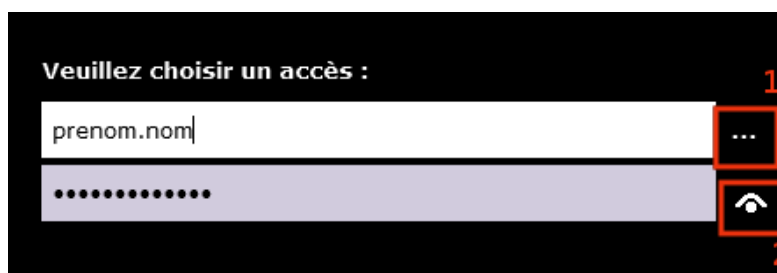 Veuillez choisir un accès :
1
prenom.nom
...
•••••••••••••